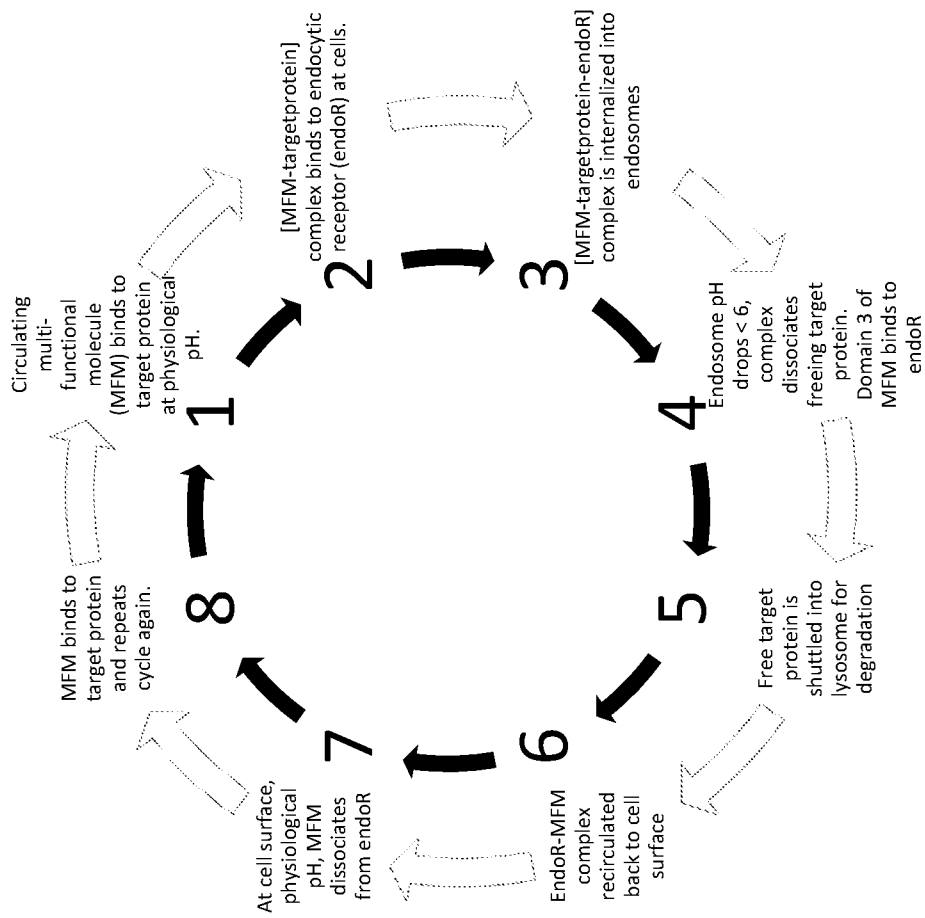 Circulating
multi-
functional
molecule
(MFM) binds to
target protein
at physiological
pH.
1
[MFM-targetprotein]
complex binds to endocytic
receptor (endoR) at cells.
2
3
[MFM-targetprotein-endoR]
complex is internalized into
endosomes
4
Endosome pH
drops < 6,
complex
dissociates
freeing target
protein.
Domain 3 of
MFM binds to
endoR
5
Free target
protein is
shuttled into
lysosome for
degradation
6
EndoR-MFM
complex
recirculated
back to cell
surface
7
At cell surface,
physiological
pH, MFM
dissociates
from endoR
8
MFM binds to
target protein
and repeats
cycle again.